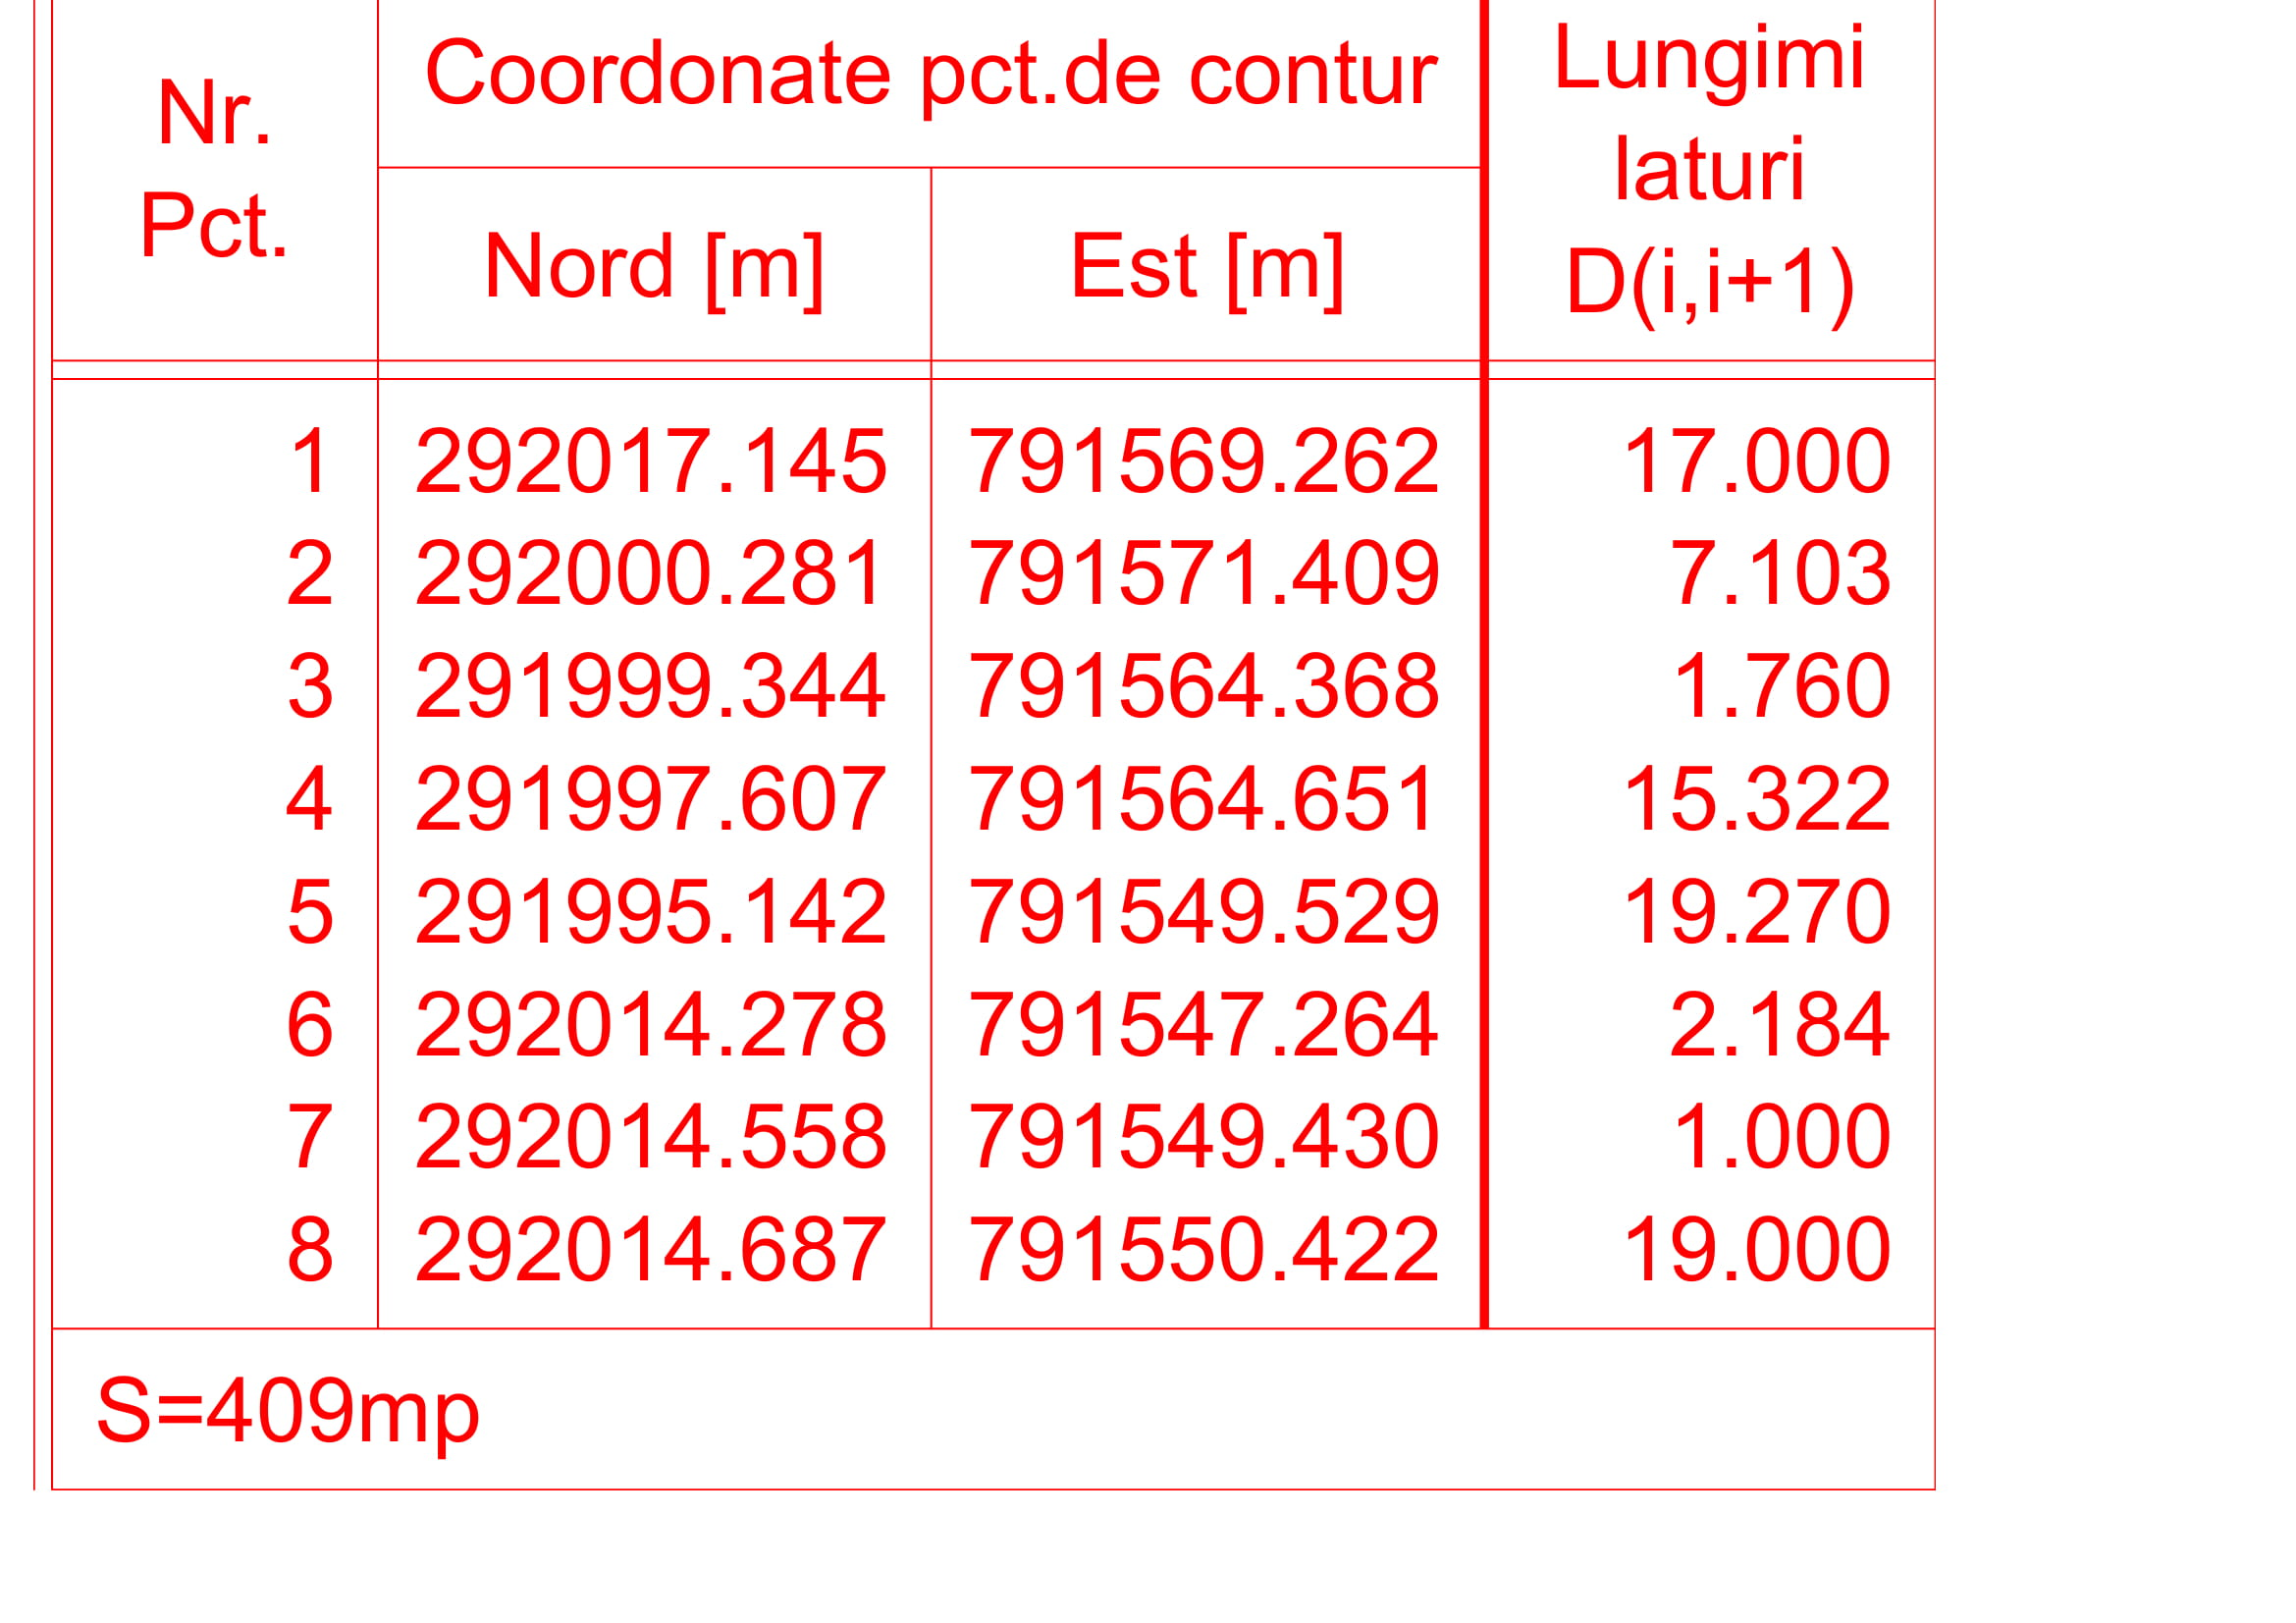 Nr.
Pct.
Coordonate pct.de contur
Nord [m] Est [m]
Lungimi
laturi
D(i,i+1)
1 292017.145 791569.262 17.000
2 292000.281 791571.409 7.103
3 291999.344 791564.368 1.760
4 291997.607 791564.651 15.322
5 291995.142 791549.529 19.270
6 292014.278 791547.264 2.184
7 292014.558 791549.430 1.000
8 292014.687 791550.422 19.000
S=409mp